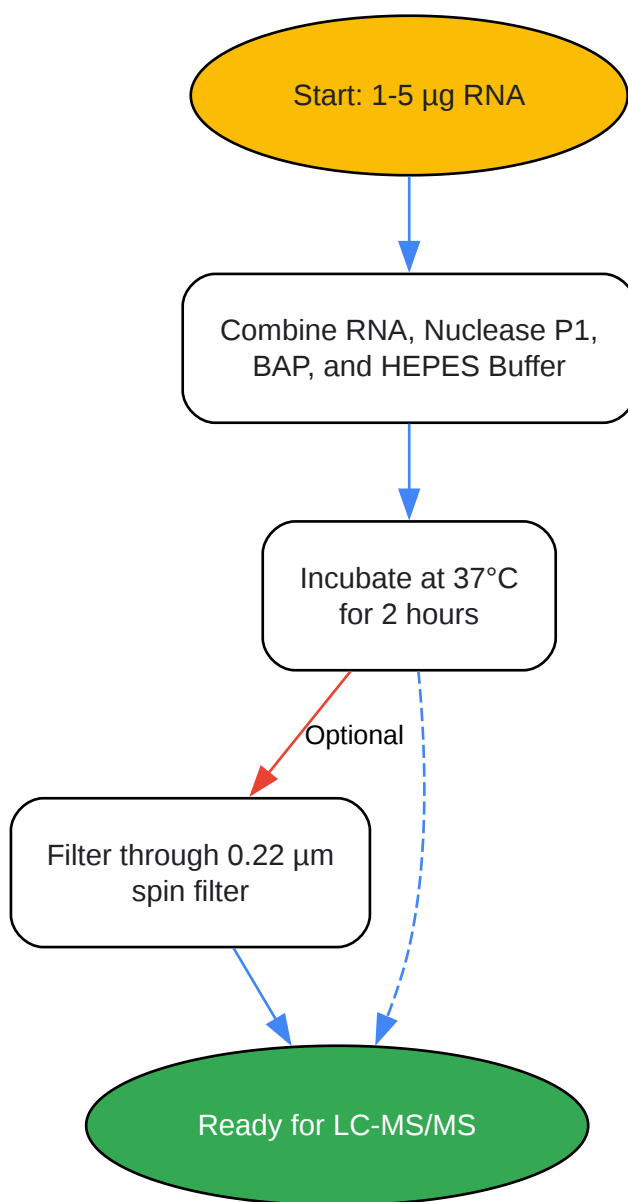 Start: 1-5 µg RNA
Combine RNA, Nuclease P1,
BAP, and HEPES Buffer
Incubate at 37°C
for 2 hours
Optional
Filter through 0.22 µm
spin filter
Ready for LC-MS/MS